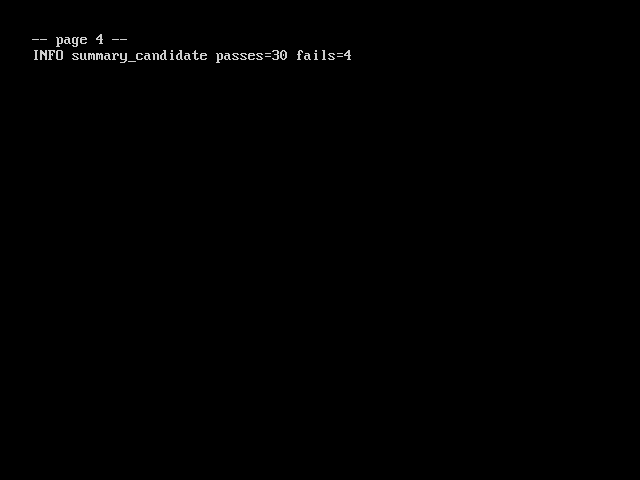 -- page 4 --
INFO summary_candidate passes=30 fails=4